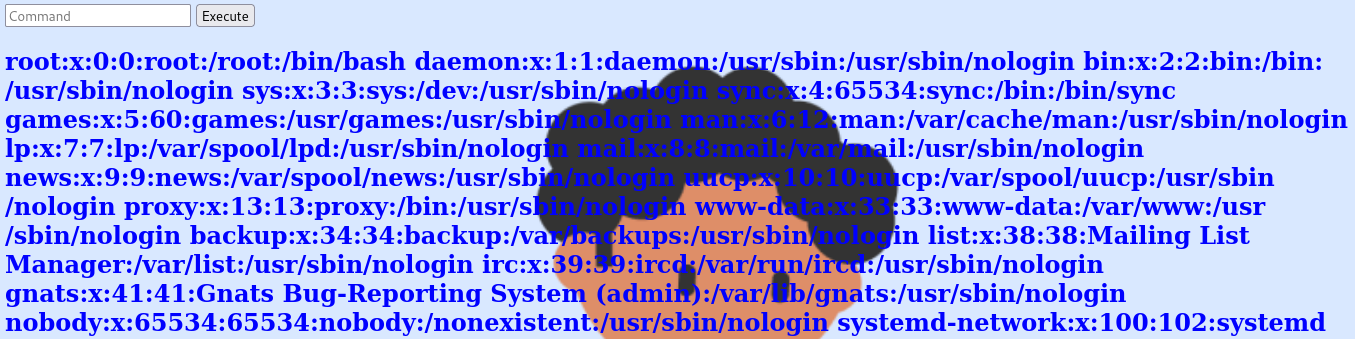 Command Execute
root:x:0:0:root:/root:/bin/bash daemon:x:1:1:daemon:/usr/sbin:/usr/sbin/nologin bin:x:2:2:bin:/bin:
/usr/sbin/nologin sys:x:3:3:sys:/dev:/usr/sbin/nologin sync:x:4:65534:sync:/bin:/bin/sync
games:x:5:60:games:/usr/games:/usr/sbin/nologin man:x:6:12:man:/var/cache/man:/usr/sbin/nologin
lp:x:7:7:lp:/var/spool/lpd:/usr/sbin/nologin mail:x:8:8:mail:/var/mail:/usr/sbin/nologin
news:x:9:9:news:/var/spool/news:/usr/sbin/nologin uucp:x:10:10:uucp:/var/spool/uucp:/usr/sbin
/nologin proxy:x:13:13:proxy:/bin:/usr/sbin/nologin www-data:x:33:33:www-data:/var/www:/usr
/sbin/nologin backup:x:34:34:backup:/var/backups:/usr/sbin/nologin list:x:38:38:Mailing List
Manager:/var/list:/usr/sbin/nologin irc:x:39:39:ircd:/var/run/ircd:/usr/sbin/nologin
gnats:x:41:41:Gnats Bug-Reporting System (admin):/var/lib/gnats:/usr/sbin/nologin
nobody:x:65534:65534:nobody:/nonexistent:/usr/sbin/nologin systemd-network:x:100:102:systemd